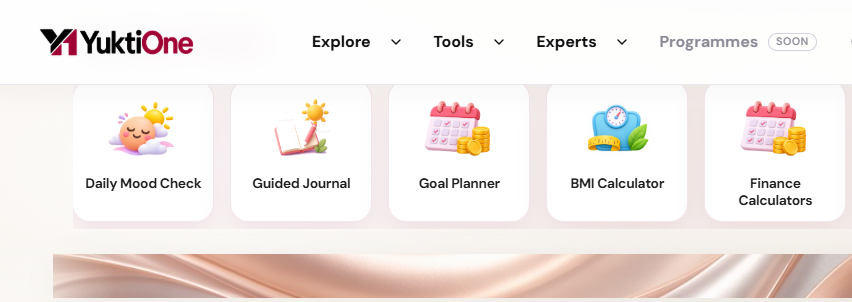 YuktiOne
Explore
Tools
Experts
Programmes SOON
Daily Mood Check
Guided Journal
Goal Planner
BMI Calculator
Finance
Calculators